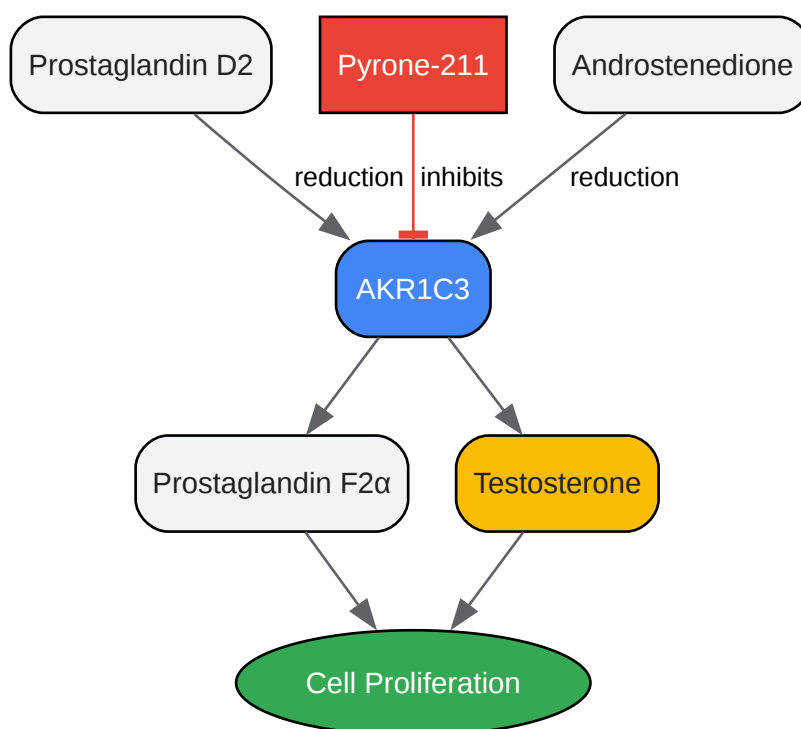 Prostaglandin D2
Pyrone-211
Androstenedione
reduction
inhibits
reduction
AKR1C3
Prostaglandin F2α
Testosterone
Cell Proliferation